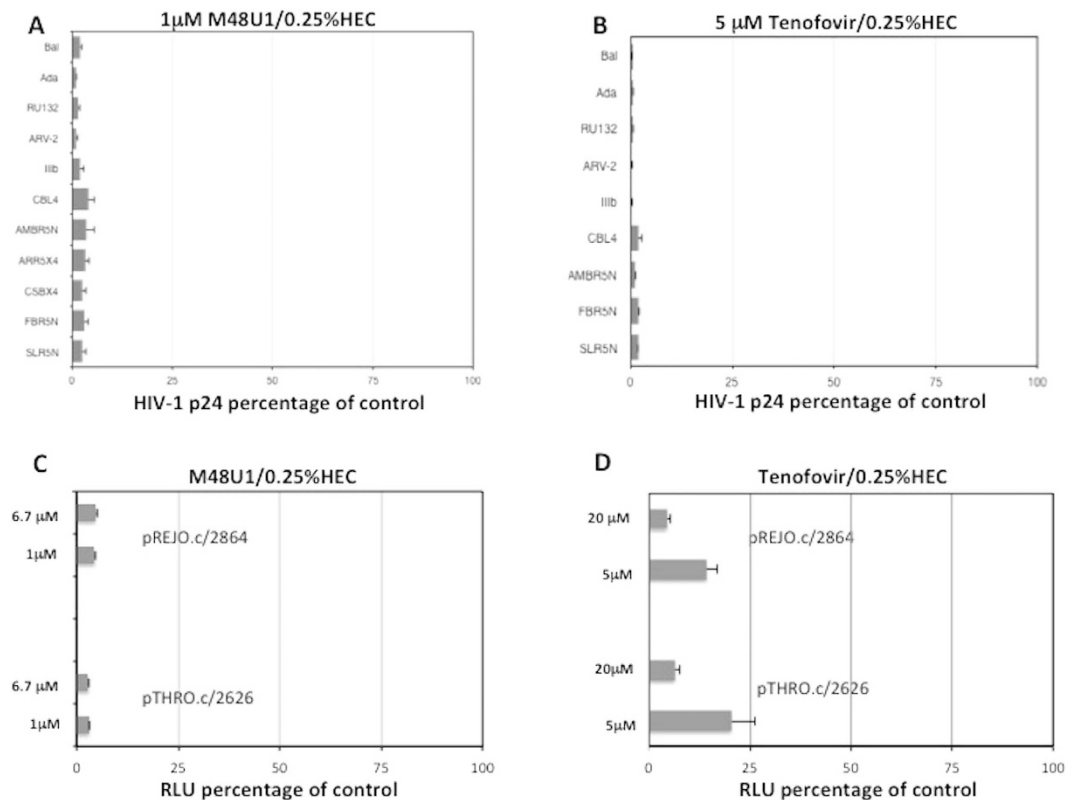 A
1µM M48U1/0.25%HEC
Bal
Ada
RU132
ARV-2
IIIb
CBL4
AMBR5N
ARR5X4
CSBX4
FBR5N
SLR5N
0 25 50 75 100
HIV-1 p24 percentage of control
B
5 µM Tenofovir/0.25%HEC
Bal
Ada
RU132
ARV-2
IIIb
CBL4
AMBR5N
FBR5N
SLR5N
0 25 50 75 100
HIV-1 p24 percentage of control
C
M48U1/0.25%HEC
6.7 µM
pREJO.c/2864
1µM
6.7 µM
pTHRO.c/2626
1µM
0 25 50 75 100
RLU percentage of control
D
Tenofovir/0.25%HEC
20 µM
pREJO.c/2864
5µM
20µM
pTHRO.c/2626
5µM
0 25 50 75 100
RLU percentage of control